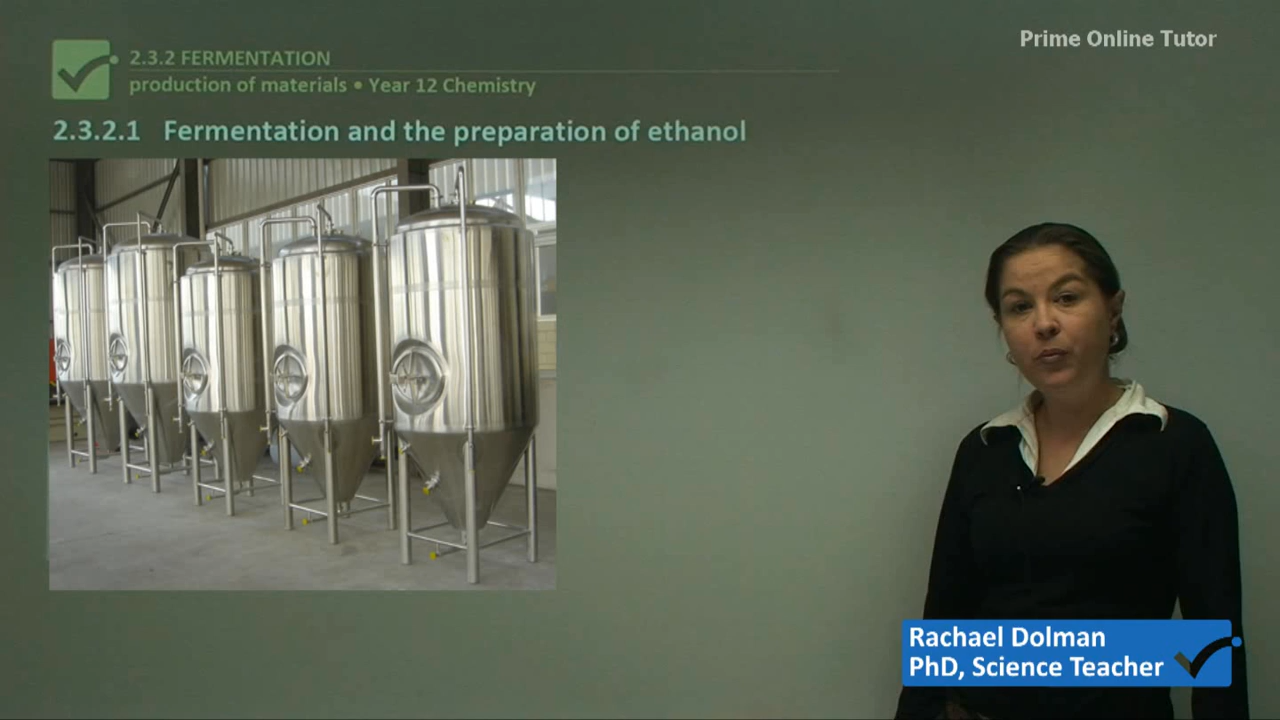 2.3.2 FERMENTATION
production of materials • Year 12 Chemistry
Prime Online Tutor
2.3.2.1 Fermentation and the preparation of ethanol
Rachael Dolman
PhD, Science Teacher